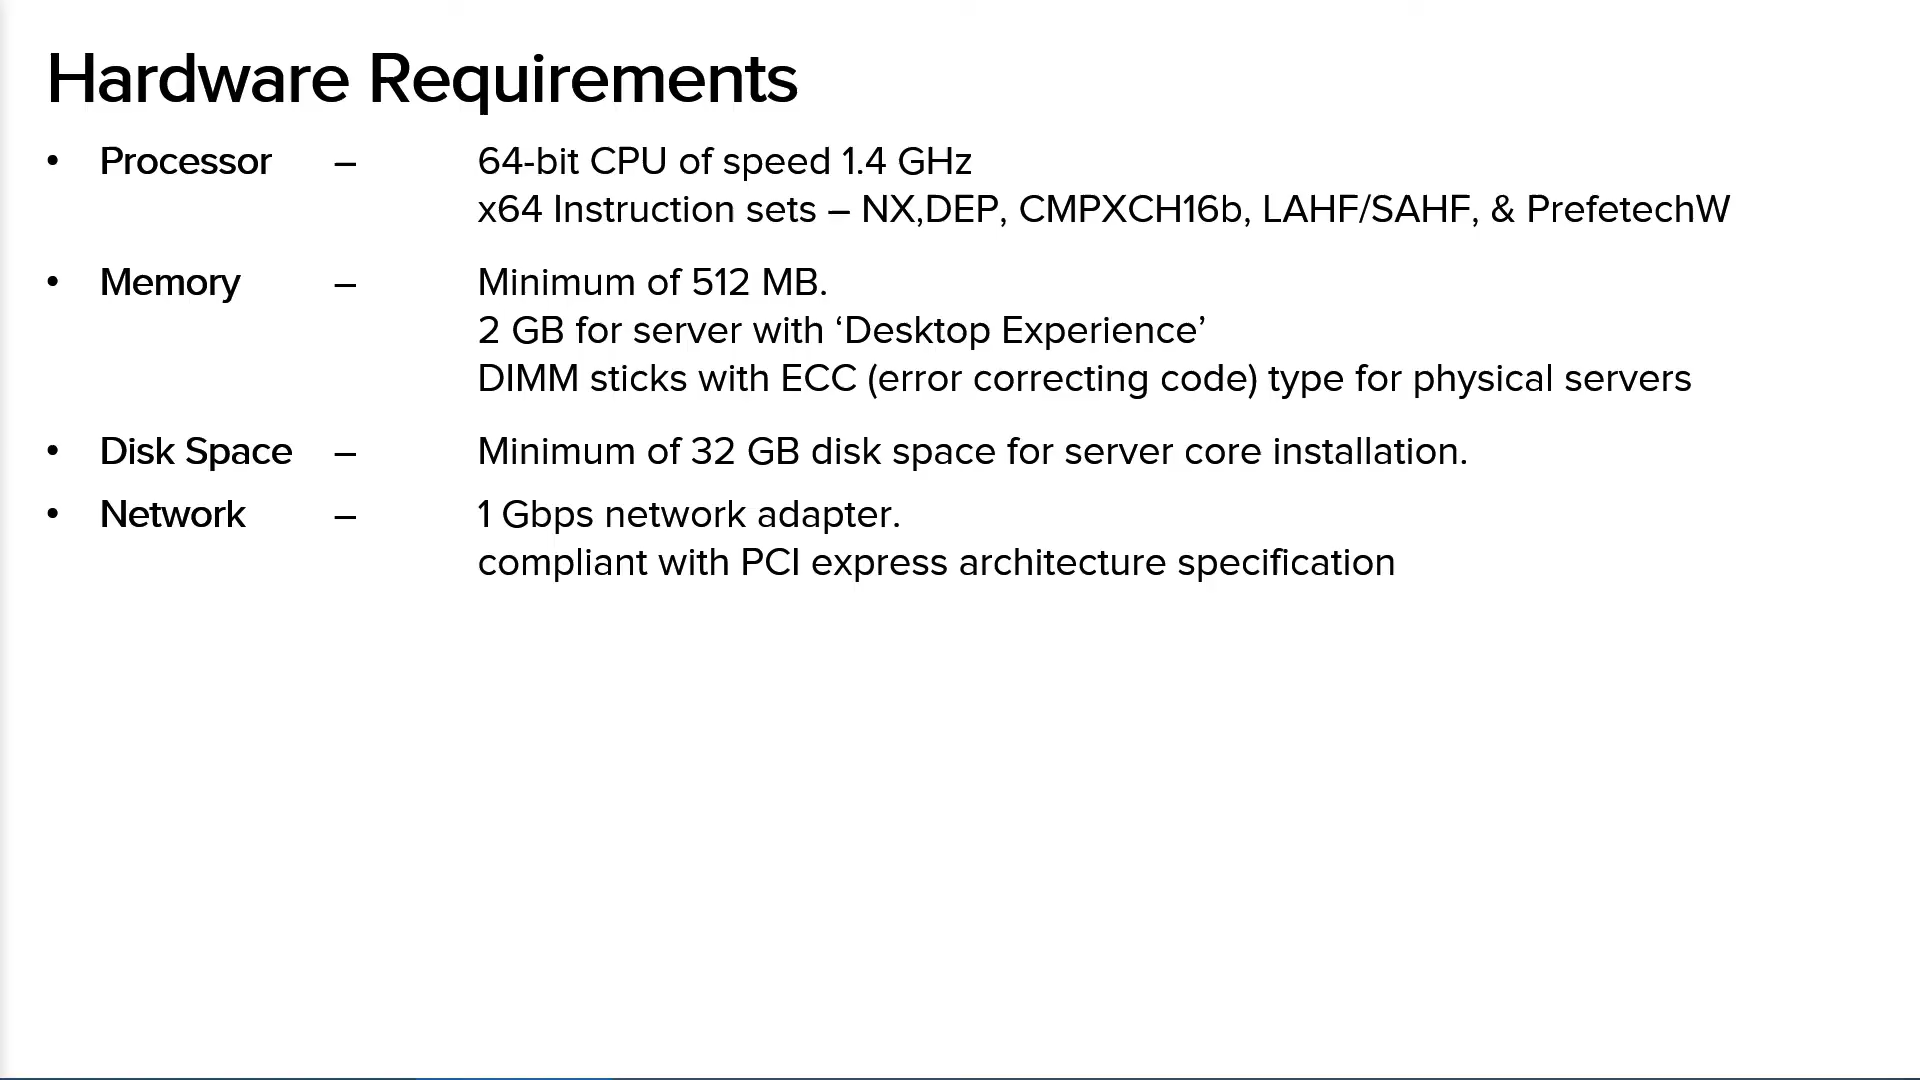 Hardware Requirements
• Processor – 64-bit CPU of speed 1.4 GHz
x64 Instruction sets – NX,DEP, CMPXCH16b, LAHF/SAHF, & PrefetechW
• Memory – Minimum of 512 MB.
2 GB for server with ‘Desktop Experience’
DIMM sticks with ECC (error correcting code) type for physical servers
• Disk Space – Minimum of 32 GB disk space for server core installation.
• Network – 1 Gbps network adapter.
compliant with PCI express architecture specification